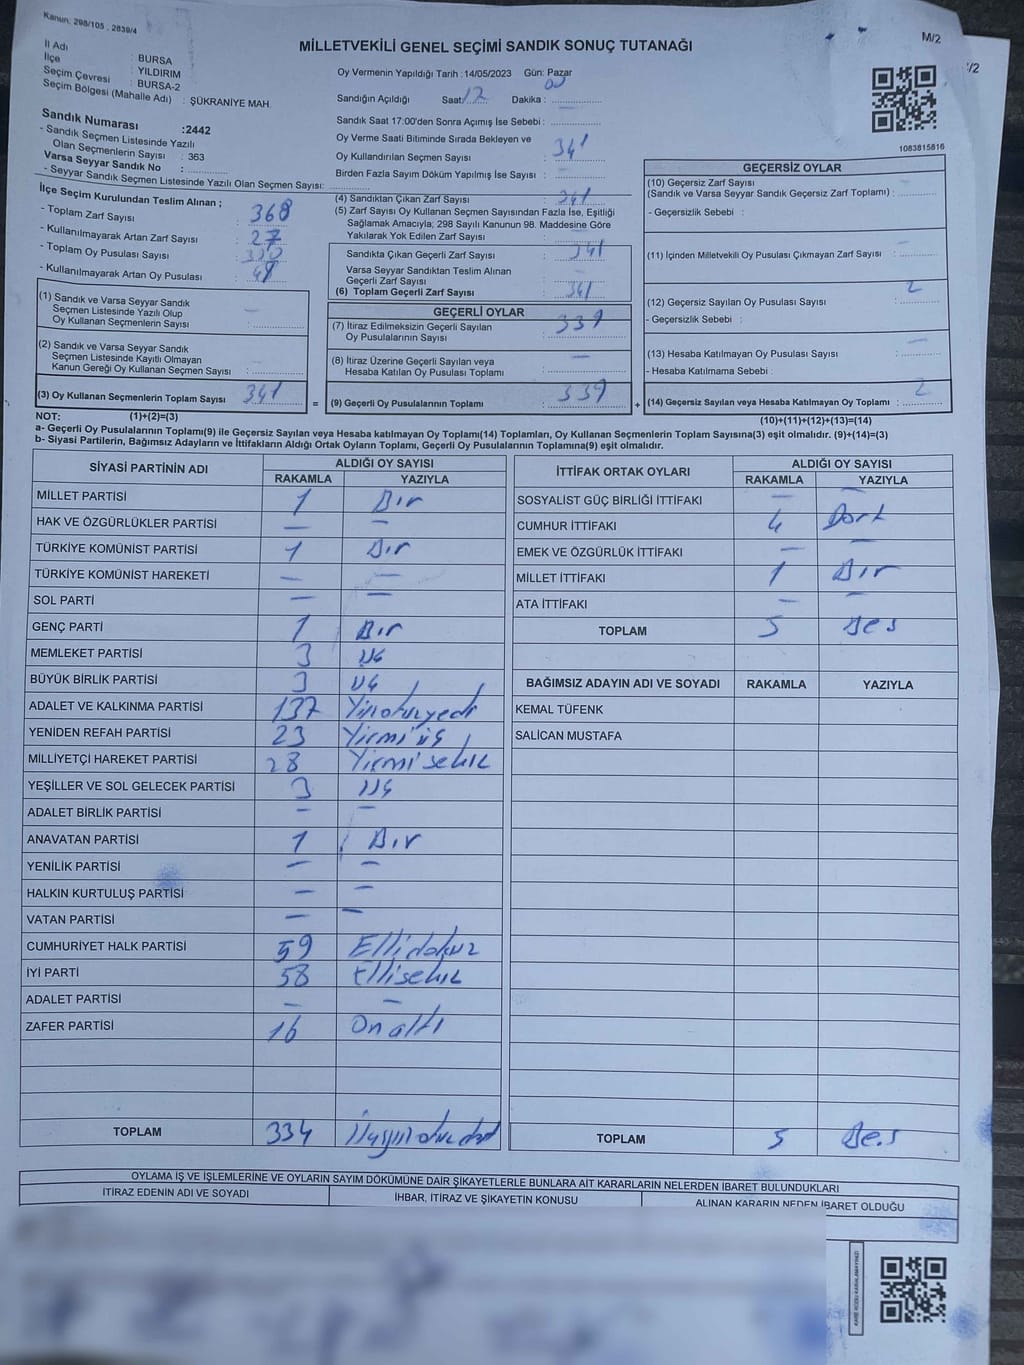 Kanun: 298/105 , 2839/4
MİLLETVEKİLİ GENEL SEÇİMİ SANDIK SONUÇ TUTANAĞI
M/2
/2
İl Adı : BURSA
İlçe : YILDIRIM
Seçim Çevresi : BURSA-2
Seçim Bölgesi (Mahalle Adı) : ŞÜKRANİYE MAH.
Sandık Numarası :2442
- Sandık Seçmen Listesinde Yazılı
Olan Seçmenlerin Sayısı : 363
Varsa Seyyar Sandık No :
- Seyyar Sandık Seçmen Listesinde Yazılı Olan Seçmen Sayısı:
İlçe Seçim Kurulundan Teslim Alınan ;
- Toplam Zarf Sayısı : 368
- Kullanılmayarak Artan Zarf Sayısı : 27
- Toplam Oy Pusulası Sayısı :
- Kullanılmayarak Artan Oy Pusulası :
(1) Sandık ve Varsa Seyyar Sandık
Seçmen Listesinde Yazılı Olup
Oy Kullanan Seçmenlerin Sayısı : —
(2) Sandık ve Varsa Seyyar Sandık
Seçmen Listesinde Kayıtlı Olmayan
Kanun Gereği Oy Kullanan Seçmen Sayısı : —
(3) Oy Kullanan Seçmenlerin Toplam Sayısı : 341
Oy Vermenin Yapıldığı Tarih :14/05/2023 Gün: Pazar
Sandığın Açıldığı Saat: 17 Dakika : 00
Sandık Saat 17:00'den Sonra Açımış İse Sebebi :
Oy Verme Saati Bitiminde Sırada Bekleyen ve
Oy Kullandırılan Seçmen Sayısı : 341
Birden Fazla Sayım Döküm Yapılmış İse Sayısı : —
(4) Sandıktan Çıkan Zarf Sayısı : 341
(5) Zarf Sayısı Oy Kullanan Seçmen Sayısından Fazla İse, Eşitliği
Sağlamak Amacıyla; 298 Sayılı Kanunun 98. Maddesine Göre
Yakılarak Yok Edilen Zarf Sayısı : —
Sandıkta Çıkan Geçerli Zarf Sayısı : 341
Varsa Seyyar Sandıktan Teslim Alınan
Geçerli Zarf Sayısı : —
(6) Toplam Geçerli Zarf Sayısı : 341
GEÇERLİ OYLAR
(7) İtiraz Edilmeksizin Geçerli Sayılan
Oy Pusulalarının Sayısı : 339
(8) İtiraz Üzerine Geçerli Sayılan veya
Hesaba Katılan Oy Pusulası Toplamı : —
= (9) Geçerli Oy Pusulalarının Toplamı : 339
1083815816
GEÇERSİZ OYLAR
(10) Geçersiz Zarf Sayısı
(Sandık ve Varsa Seyyar Sandık Geçersiz Zarf Toplamı) : —
- Geçersizlik Sebebi :
(11) İçinden Milletvekili Oy Pusulası Çıkmayan Zarf Sayısı : —
(12) Geçersiz Sayılan Oy Pusulası Sayısı : 2
- Geçersizlik Sebebi :
(13) Hesaba Katılmayan Oy Pusulası Sayısı : —
- Hesaba Katılmama Sebebi :
+ (14) Geçersiz Sayılan veya Hesaba Katılmayan Oy Toplamı : 2
NOT: (1)+(2)=(3) (10)+(11)+(12)+(13)=(14)
a- Geçerli Oy Pusulalarının Toplamı(9) ile Geçersiz Sayılan veya Hesaba katılmayan Oy Toplamı(14) Toplamları, Oy Kullanan Seçmenlerin Toplam Sayısına(3) eşit olmalıdır. (9)+(14)=(3)
b- Siyasi Partilerin, Bağımsız Adayların ve İttifakların Aldığı Ortak Oyların Toplamı, Geçerli Oy Pusulalarının Toplamına(9) eşit olmalıdır.
SİYASİ PARTİNİN ADI ALDIĞI OY SAYISI
RAKAMLA YAZIYLA
MİLLET PARTİSİ 1 Bir
HAK VE ÖZGÜRLÜKLER PARTİSİ — —
TÜRKİYE KOMÜNİST PARTİSİ 1 Bir
TÜRKİYE KOMÜNİST HAREKETİ — —
SOL PARTİ — —
GENÇ PARTİ 1 Bir
MEMLEKET PARTİSİ 3 üç
BÜYÜK BİRLİK PARTİSİ 3 üç
ADALET VE KALKINMA PARTİSİ 137
YENİDEN REFAH PARTİSİ 23 Yirmi üç
MİLLİYETÇİ HAREKET PARTİSİ 28 Yirmi sekiz
YEŞİLLER VE SOL GELECEK PARTİSİ 3 üç
ADALET BİRLİK PARTİSİ — —
ANAVATAN PARTİSİ 1 Bir
YENİLİK PARTİSİ — —
HALKIN KURTULUŞ PARTİSİ — —
VATAN PARTİSİ — —
CUMHURİYET HALK PARTİSİ 59 Elli dokuz
İYİ PARTİ 58 Ellisekiz
ADALET PARTİSİ — —
ZAFER PARTİSİ 16 On altı
TOPLAM 334
İTTİFAK ORTAK OYLARI ALDIĞI OY SAYISI
RAKAMLA YAZIYLA
SOSYALİST GÜÇ BİRLİĞİ İTTİFAKI — —
CUMHUR İTTİFAKI 4 Dört
EMEK VE ÖZGÜRLÜK İTTİFAKI — —
MİLLET İTTİFAKI 1 Bir
ATA İTTİFAKI — —
TOPLAM 5 Beş
BAĞIMSIZ ADAYIN ADI VE SOYADI RAKAMLA YAZIYLA
KEMAL TÜFENK
SALİCAN MUSTAFA
TOPLAM 5 Beş
OYLAMA İŞ VE İŞLEMLERİNE VE OYLARIN SAYIM DÖKÜMÜNE DAİR ŞİKAYETLERLE BUNLARA AİT KARARLARIN NELERDEN İBARET BULUNDUKLARI
İTİRAZ EDENİN ADI VE SOYADI İHBAR, İTİRAZ VE ŞİKAYETİN KONUSU ALINAN KARARIN NEDEN İBARET OLDUĞU